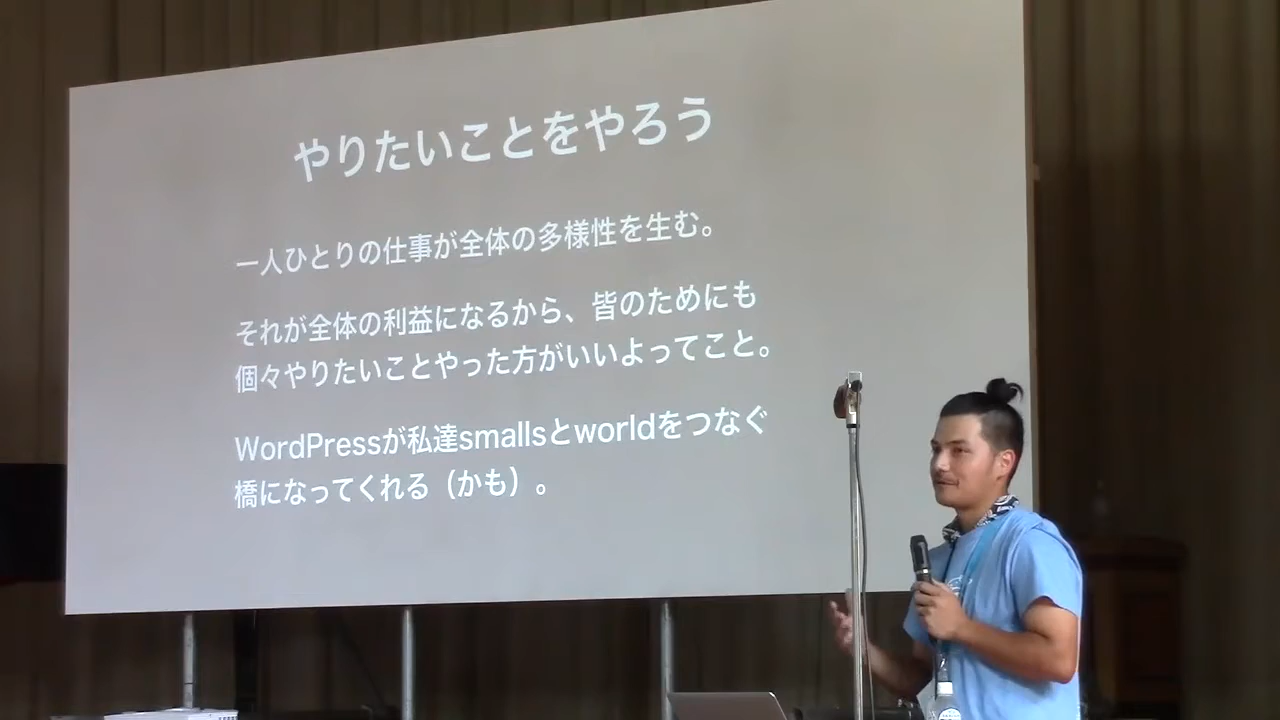 やりたいことをやろう
一人ひとりの仕事が全体の多様性を生む。
それが全体の利益になるから、皆のためにも
個々やりたいことやった方がいいよってこと。
WordPressが私達smallsとworldをつなぐ
橋になってくれる（かも）。